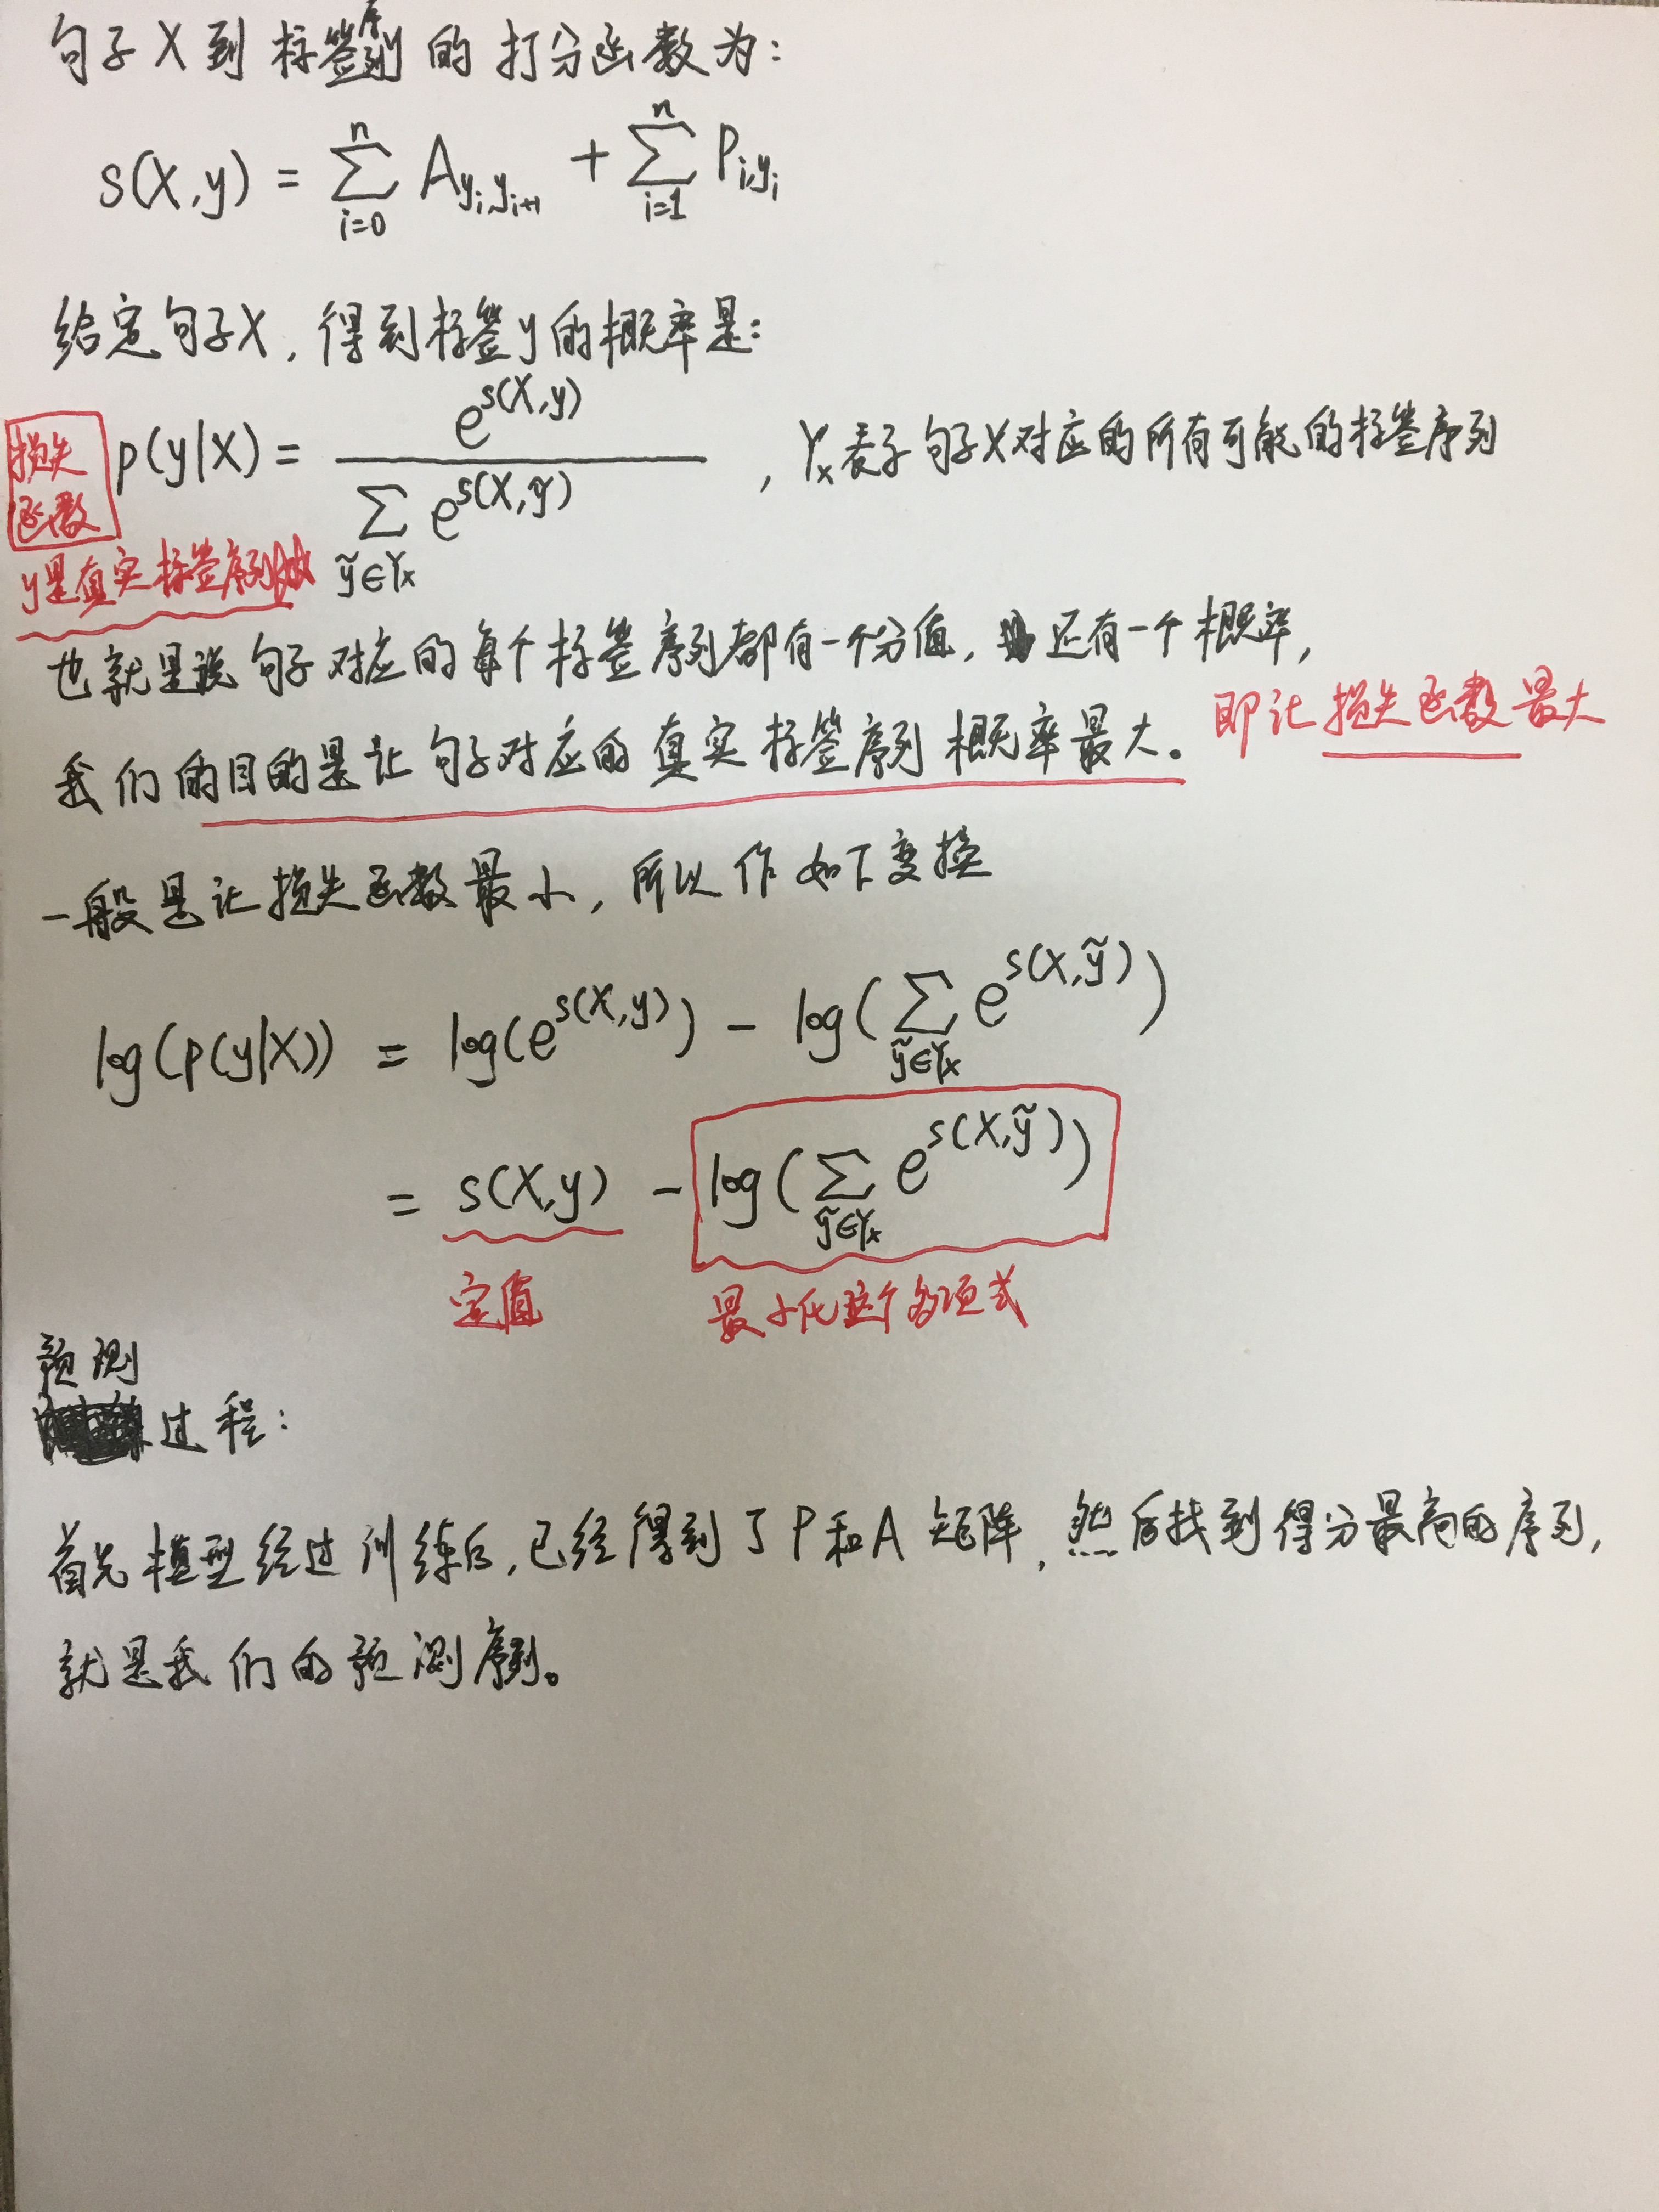 句子X到标签序列的打分函数为:
s(X,y) = \sum_{i=0}^{n} A_{y_i,y_{i+1}} + \sum_{i=1}^{n} P_{i,y_i}
给定句子X,得到标签y的概率是:
损失函数
p(y|X) = \frac{e^{s(X,y)}}{\sum_{\tilde{y}∈Y_X} e^{s(X,\tilde{y})}} , Y_X表示句子X对应的所有可能的标签序列
y是真实标签序列
也就是说句子对应的每个标签序列都有一个分值, 还有一个概率,
我们的目的是让句子对应的真实标签序列概率最大。 即让损失函数最大
一般是让损失函数最小,所以作如下变换
log(p(y|X)) = log(e^{s(X,y)}) - log(\sum_{\tilde{y}∈Y_X} e^{s(X,\tilde{y})})
= s(X,y) - log(\sum_{\tilde{y}∈Y_X} e^{s(X,\tilde{y})})
定值 最小化这个多项式
预测
过程:
首先模型经过训练后,已经得到了P和A矩阵,然后找到得分最高的序列,
就是我们的预测序列。